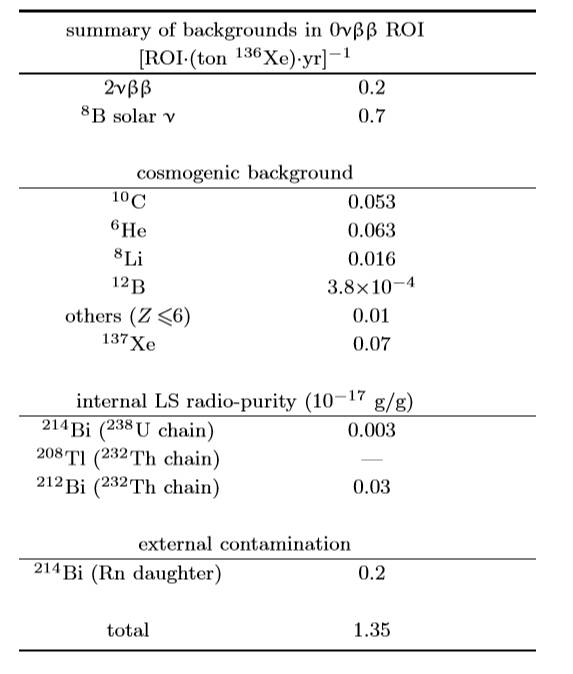 summary of backgrounds in 0νββ ROI
[ROI·(ton ¹³⁶Xe)·yr]⁻¹
2νββ 0.2
⁸B solar ν 0.7
cosmogenic background
¹⁰C 0.053
⁶He 0.063
⁸Li 0.016
¹²B 3.8×10⁻⁴
others (Z ⩽6) 0.01
¹³⁷Xe 0.07
internal LS radio-purity (10⁻¹⁷ g/g)
²¹⁴Bi (²³⁸U chain) 0.003
²⁰⁸Tl (²³²Th chain) —
²¹²Bi (²³²Th chain) 0.03
external contamination
²¹⁴Bi (Rn daughter) 0.2
total 1.35